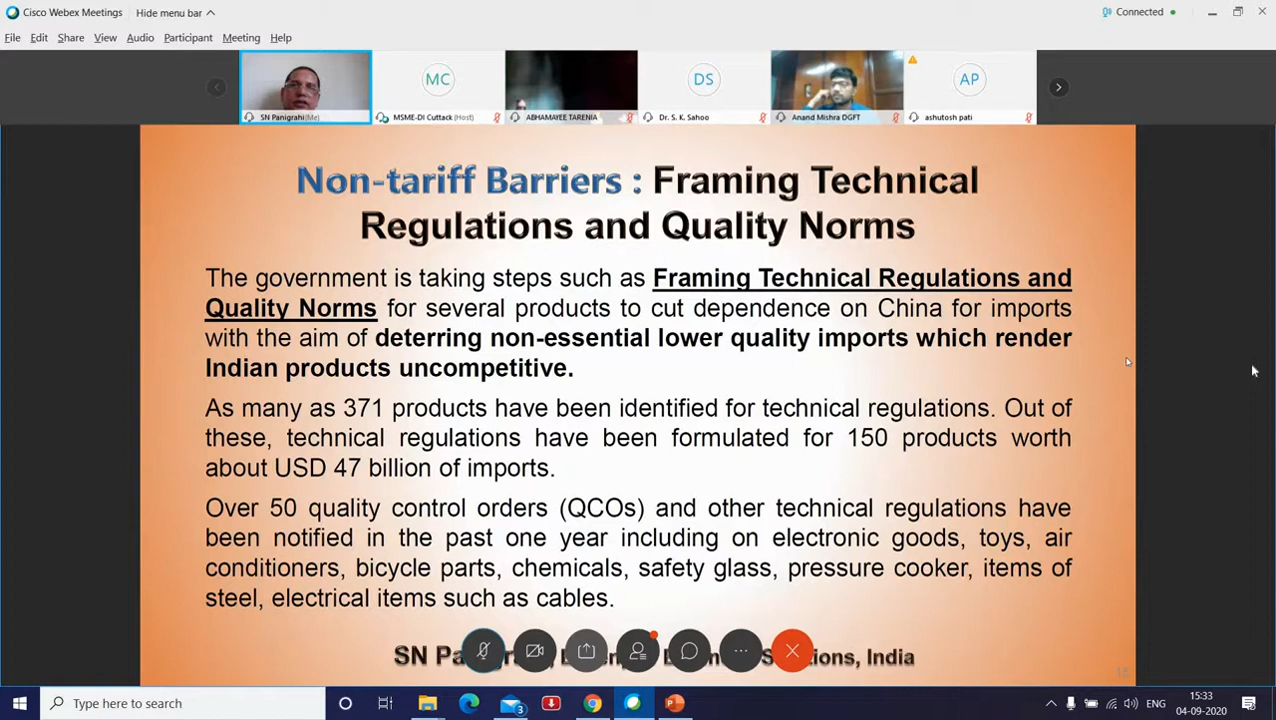 Cisco Webex Meetings
Hide menu bar
Connected
File Edit Share View Audio Participant Meeting Help
MC
DS
AP
SN Panigrahi(Me)
MSME-DI Cuttack (Host)
ABHAMAYEE TARENIA
Dr. S. K. Sahoo
Anand Mishra DGFT
ashutosh pati
Non-tariff Barriers : Framing Technical
Regulations and Quality Norms
The government is taking steps such as Framing Technical Regulations and
Quality Norms for several products to cut dependence on China for imports
with the aim of deterring non-essential lower quality imports which render
Indian products uncompetitive.
As many as 371 products have been identified for technical regulations. Out of
these, technical regulations have been formulated for 150 products worth
about USD 47 billion of imports.
Over 50 quality control orders (QCOs) and other technical regulations have
been notified in the past one year including on electronic goods, toys, air
conditioners, bicycle parts, chemicals, safety glass, pressure cooker, items of
steel, electrical items such as cables.
SN India
Type here to search
3
ENG
15:33
04-09-2020